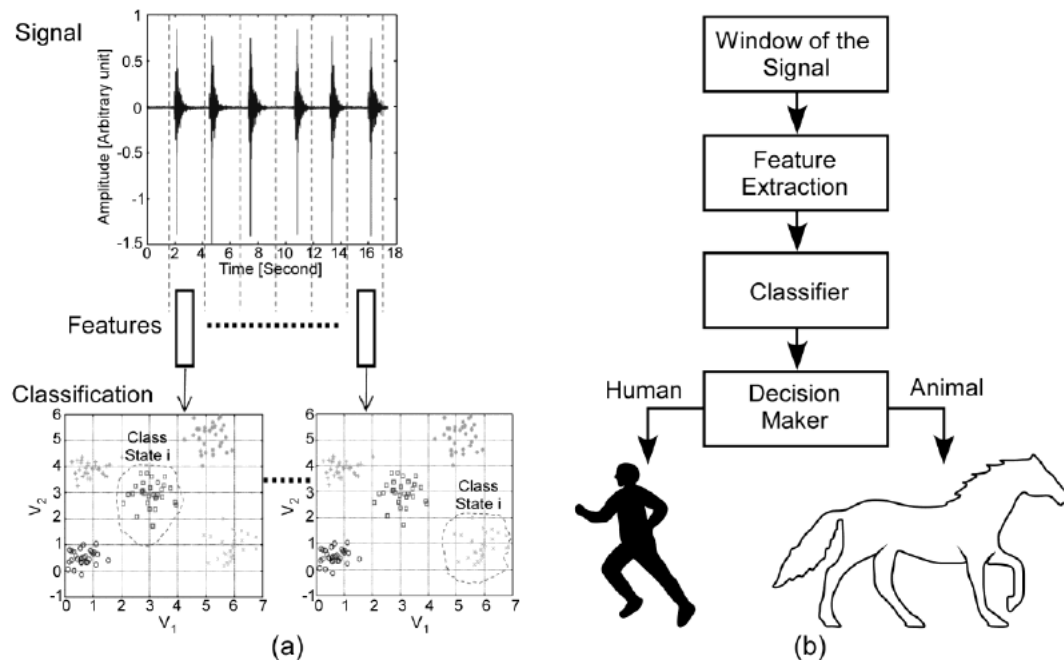 Signal
Amplitude [Arbitrary unit]
1
0.5
0
-0.5
-1
-1.5
0 2 4 6 8 10 12 14 16 18
Time [Second]
Features
Classification
6
5
4
3
2
1
0
-1
V2
Class
State i
0 1 2 3 4 5 6 7
V1
6
5
4
3
2
1
0
-1
V2
Class
State i
0 1 2 3 4 5 6 7
V1
(a)
Window of the
Signal
Feature
Extraction
Classifier
Decision
Maker
Human
Animal
(b)